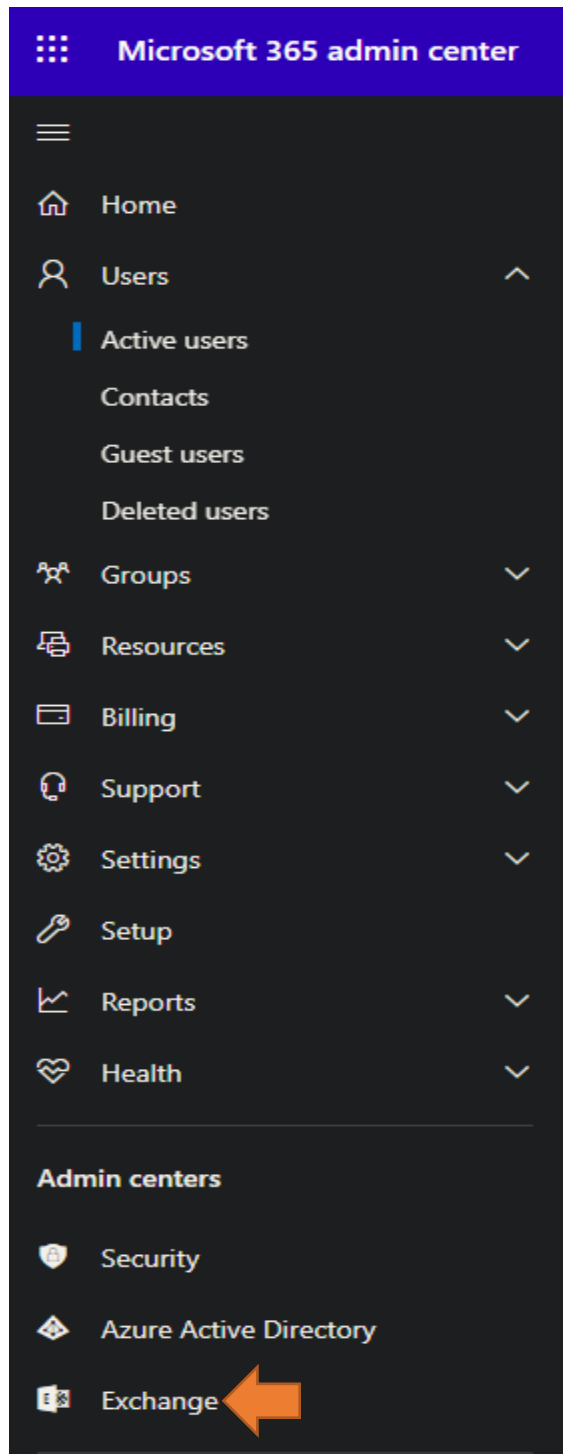 Microsoft 365 admin center
Home
Users
Active users
Contacts
Guest users
Deleted users
Groups
Resources
Billing
Support
Settings
Setup
Reports
Health
Admin centers
Security
Azure Active Directory
Exchange